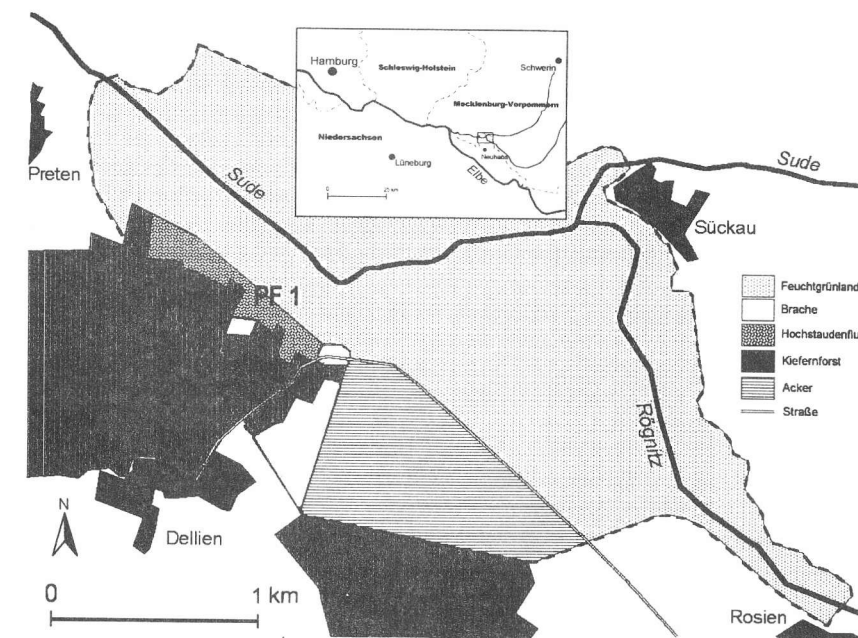 Hamburg
Schleswig-Holstein
Schwerin
Mecklenburg-Vorpommern
Niedersachsen
Lüneburg
Neuhaus
Elbe
0 25 km
Preten
Sude
Sude
Sückau
PF 1
Feuchtgrünland
Brache
Hochstaudenflu
Kiefernforst
Acker
Straße
Rögnitz
N
Dellien
0 1 km
Rosien